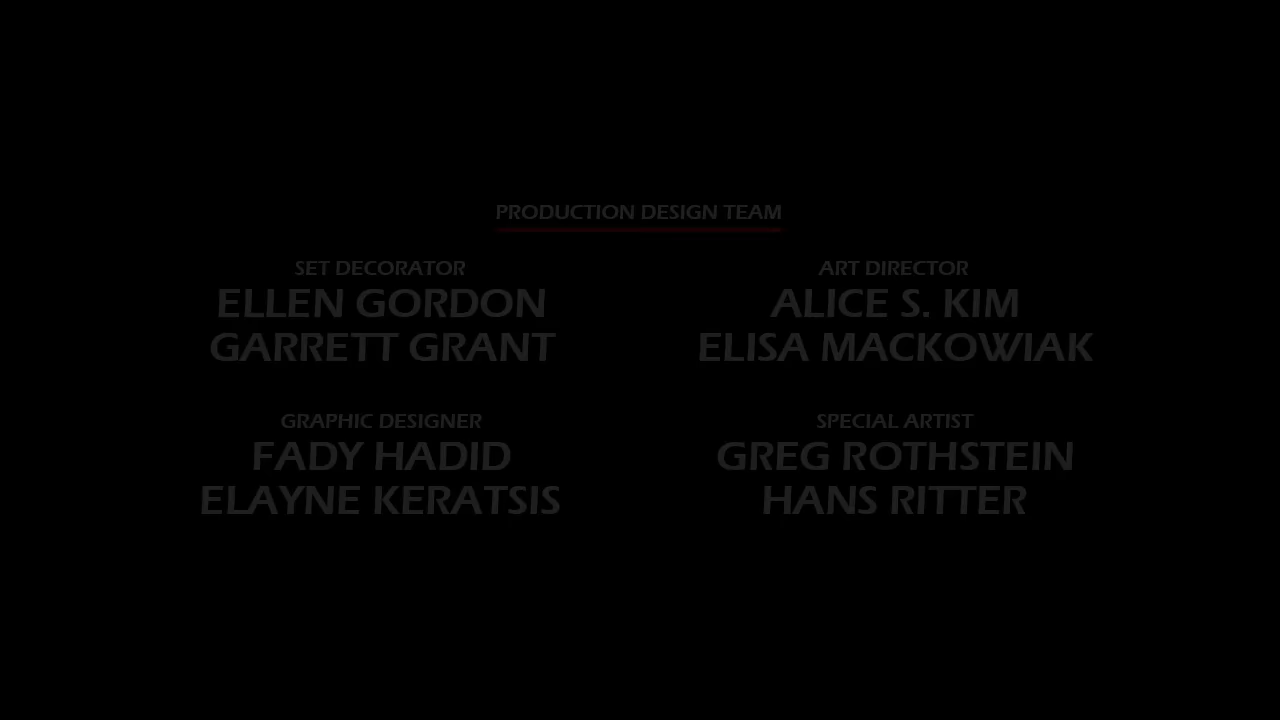 PRODUCTION DESIGN TEAM
SET DECORATOR
ELLEN GORDON
GARRETT GRANT
ART DIRECTOR
ALICE S. KIM
ELISA MACKOWIAK
GRAPHIC DESIGNER
FADY HADID
ELAYNE KERATSIS
SPECIAL ARTIST
GREG ROTHSTEIN
HANS RITTER